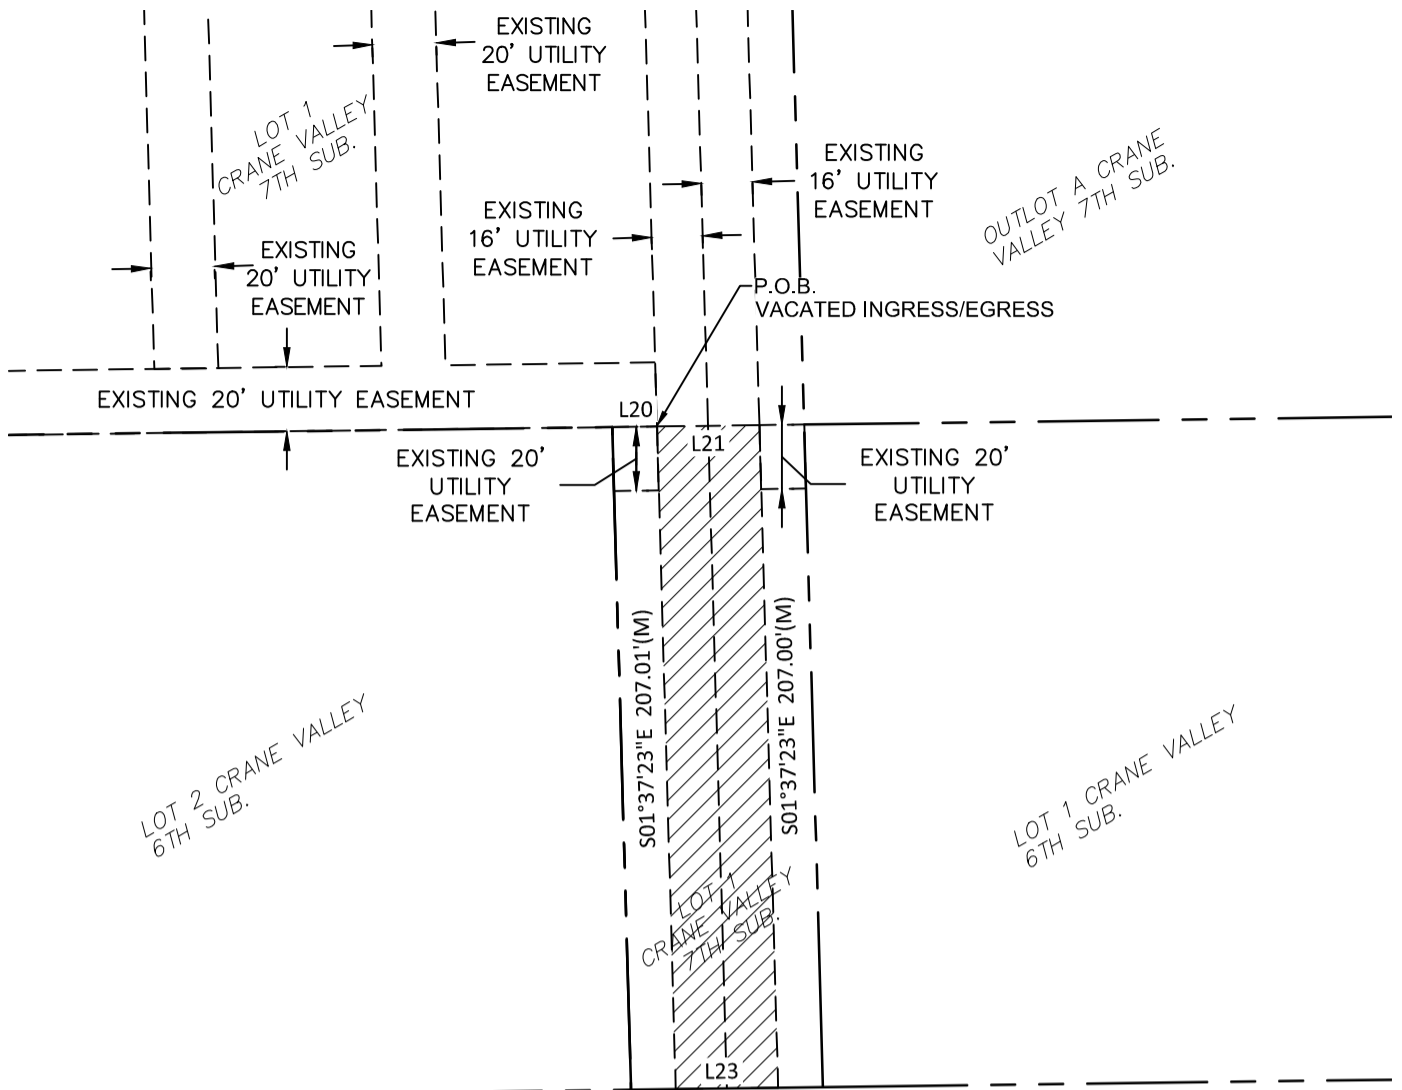 EXISTING
20' UTILITY
EASEMENT
LOT 1
CRANE VALLEY
7TH SUB.
EXISTING
16' UTILITY
EASEMENT
OUTLOT A CRANE
VALLEY 7TH SUB.
EXISTING
16' UTILITY
EASEMENT
EXISTING
20' UTILITY
EASEMENT
P.O.B.
VACATED INGRESS/EGRESS
EXISTING 20' UTILITY EASEMENT
L20
L21
EXISTING 20'
UTILITY
EASEMENT
EXISTING 20'
UTILITY
EASEMENT
S01°37'23"E 207.01'(M)
S01°37'23"E 207.00'(M)
LOT 2 CRANE VALLEY
6TH SUB.
LOT 1 CRANE VALLEY
6TH SUB.
LOT 1
CRANE VALLEY
7TH SUB.
L23